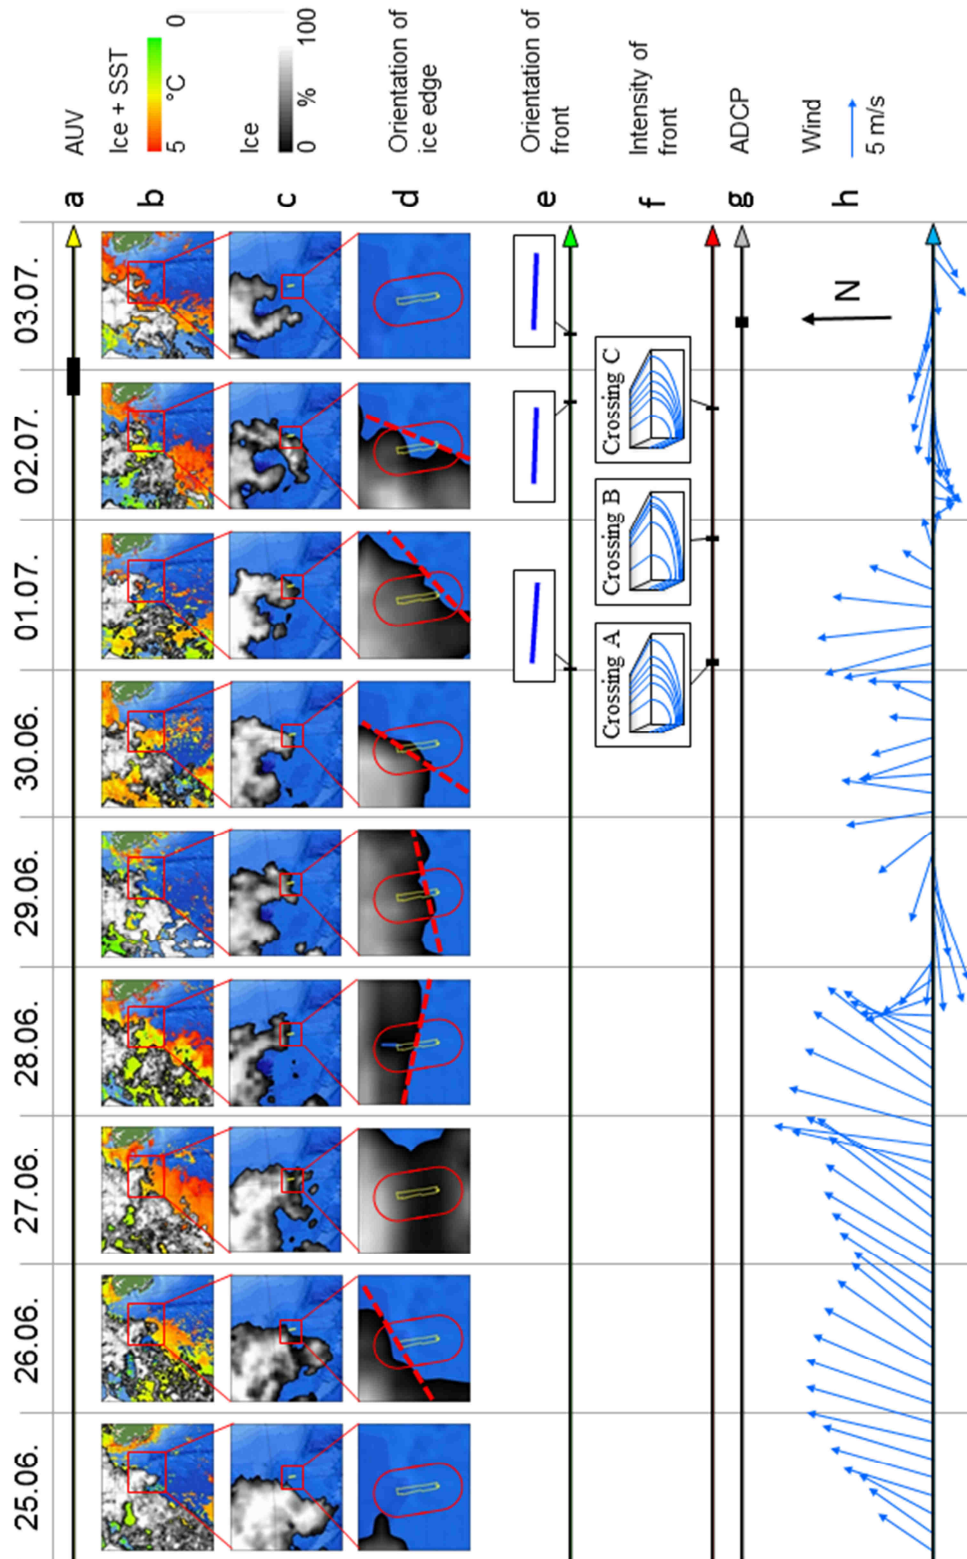 25.06.
26.06.
27.06.
28.06.
29.06.
30.06.
01.07.
02.07.
03.07.
a
AUV
b
Ice + SST
5 °C 0
c
Ice
0 % 100
d
Orientation of
ice edge
e
Orientation of
front
Crossing A
Crossing B
Crossing C
f
Intensity of
front
g
ADCP
h
Wind
5 m/s
N